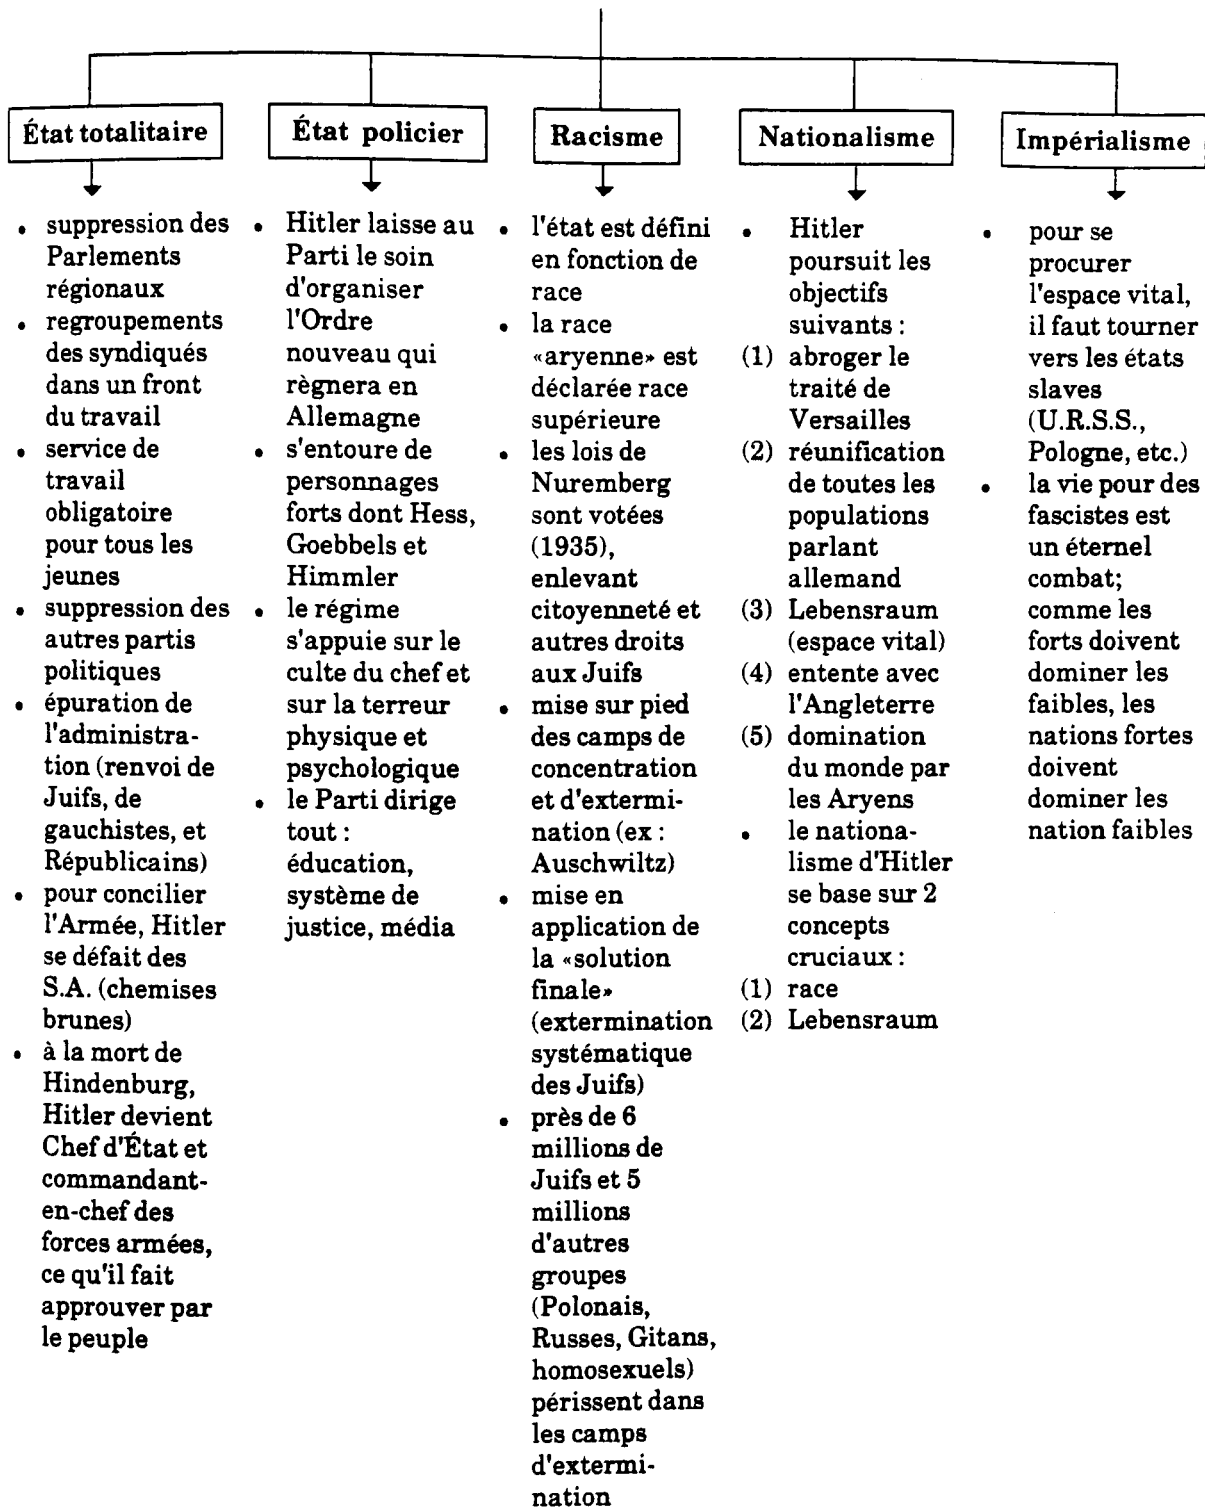 État totalitaire
• suppression des
Parlements
régionaux
• regroupements
des syndiqués
dans un front
du travail
• service de
travail
obligatoire
pour tous les
jeunes
• suppression des
autres partis
politiques
• épuration de
l'administra-
tion (renvoi de
Juifs, de
gauchistes, et
Républicains)
• pour concilier
l'Armée, Hitler
se défait des
S.A. (chemises
brunes)
• à la mort de
Hindenburg,
Hitler devient
Chef d'État et
commandant-
en-chef des
forces armées,
ce qu'il fait
approuver par
le peuple
État policier
• Hitler laisse au
Parti le soin
d'organiser
l'Ordre
nouveau qui
règnera en
Allemagne
• s'entoure de
personnages
forts dont Hess,
Goebbels et
Himmler
• le régime
s'appuie sur le
culte du chef et
sur la terreur
physique et
psychologique
• le Parti dirige
tout :
éducation,
système de
justice, média
Racisme
• l'état est défini
en fonction de
race
• la race
«aryenne» est
déclarée race
supérieure
• les lois de
Nuremberg
sont votées
(1935),
enlevant
citoyenneté et
autres droits
aux Juifs
• mise sur pied
des camps de
concentration
et d'extermi-
nation (ex :
Auschwiltz)
• mise en
application de
la «solution
finale»
(extermination
systématique
des Juifs)
• près de 6
millions de
Juifs et 5
millions
d'autres
groupes
(Polonais,
Russes, Gitans,
homosexuels)
périssent dans
les camps
d'extermi-
nation
Nationalisme
• Hitler
poursuit les
objectifs
suivants :
(1) abroger le
traité de
Versailles
(2) réunification
de toutes les
populations
parlant
allemand
(3) Lebensraum
(espace vital)
(4) entente avec
l'Angleterre
(5) domination
du monde par
les Aryens
• le nationa-
lisme d'Hitler
se base sur 2
concepts
cruciaux :
(1) race
(2) Lebensraum
Impérialisme
• pour se
procurer
l'espace vital,
il faut tourner
vers les états
slaves
(U.R.S.S.,
Pologne, etc.)
• la vie pour des
fascistes est
un éternel
combat;
comme les
forts doivent
dominer les
faibles, les
nations fortes
doivent
dominer les
nation faibles